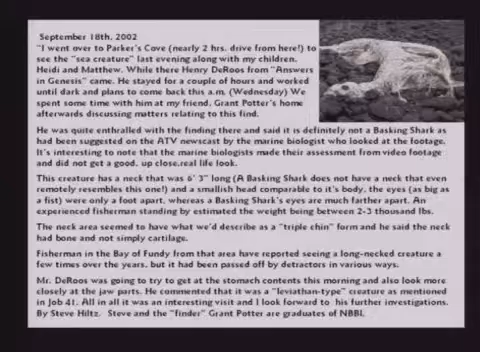 September 18th, 2002
"I went over to Parker's Cove (nearly 2 hrs. drive from here!) to
see the "sea creature" last evening along with my children,
Heidi and Matthew. While there Henry DeRoos from "Answers
in Genesis" came. He stayed for a couple of hours and worked
until dark and plans to come back this a.m. (Wednesday) We
spent some time with him at my friend, Grant Potter's home
afterwards discussing matters relating to this find.
He was quite enthralled with the finding there and said it is definitely not a Basking Shark as
had been suggested on the ATV newscast by the marine biologist who looked at the footage.
It's interesting to note that the marine biologists made their assessment from video footage
and did not get a good, up close,real life look.
This creature has a neck that was 6' 3" long (A Basking Shark does not have a neck that even
remotely resembles this one!) and a smallish head comparable to it's body, the eyes (as big as
a fist) were only a foot apart, whereas a Basking Shark's eyes are much farther apart. An
experienced fisherman standing by estimated the weight being between 2-3 thousand lbs.
The neck area seemed to have what we'd describe as a "triple chin" form and he said the neck
had bone and not simply cartilage.
Fisherman in the Bay of Fundy from that area have reported seeing a long-necked creature a
few times over the years, but it had been passed off by detractors in various ways.
Mr. DeRoos was going to try to get at the stomach contents this morning and also look more
closely at the jaw parts. He commented that it was a "leviathan-type" creature as mentioned
in Job 41. All in all it was an interesting visit and I look forward to his further investigations.
By Steve Hiltz. Steve and the "finder" Grant Potter are graduates of NBBI.